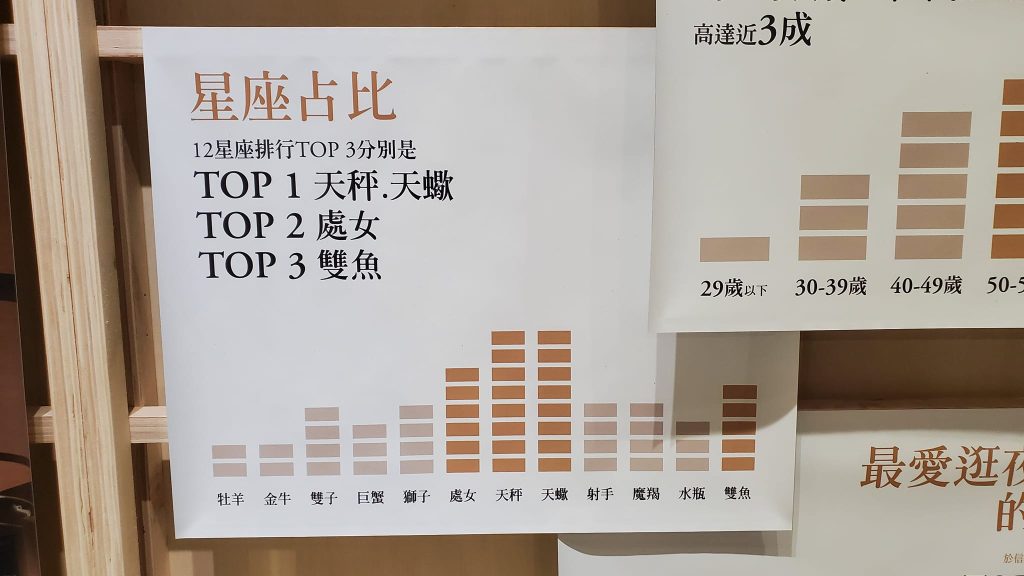 星座占比
12星座排行TOP 3分別是
TOP 1 天秤.天蠍
TOP 2 處女
TOP 3 雙魚
牡羊 金牛 雙子 巨蟹 獅子 處女 天秤 天蠍 射手 魔羯 水瓶 雙魚
高達近3成
29歲以下 30-39歲 40-49歲 50-5
最愛逛夜
的
於信